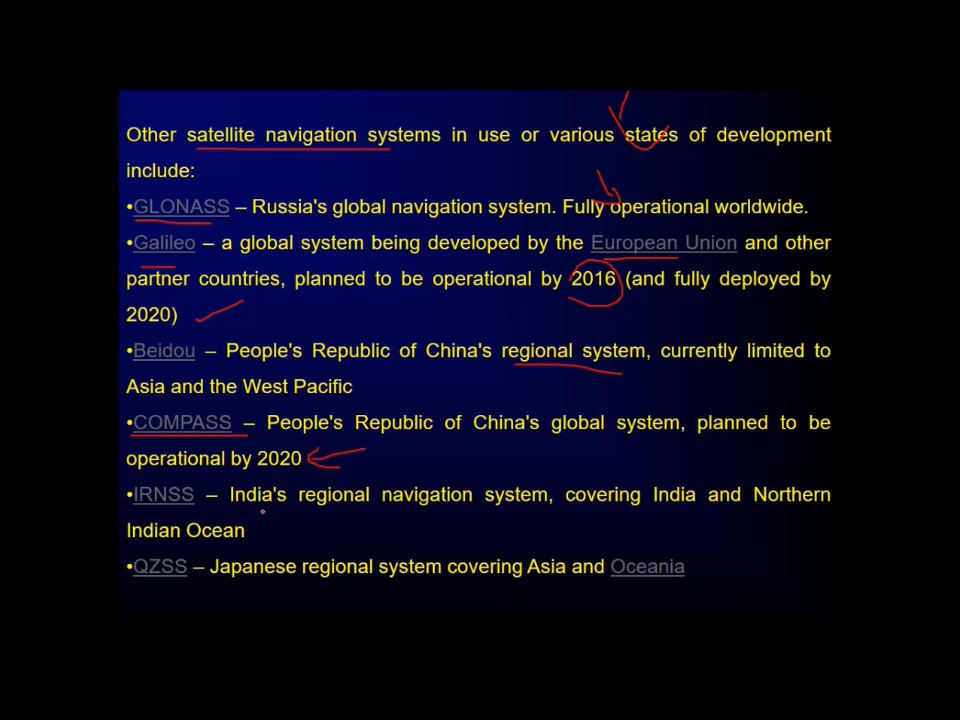 Other satellite navigation systems in use or various states of development
include:
•GLONASS – Russia's global navigation system. Fully operational worldwide.
•Galileo – a global system being developed by the European Union and other
partner countries, planned to be operational by 2016 (and fully deployed by
2020)
•Beidou – People's Republic of China's regional system, currently limited to
Asia and the West Pacific
•COMPASS – People's Republic of China's global system, planned to be
operational by 2020
•IRNSS – India's regional navigation system, covering India and Northern
Indian Ocean
•QZSS – Japanese regional system covering Asia and Oceania